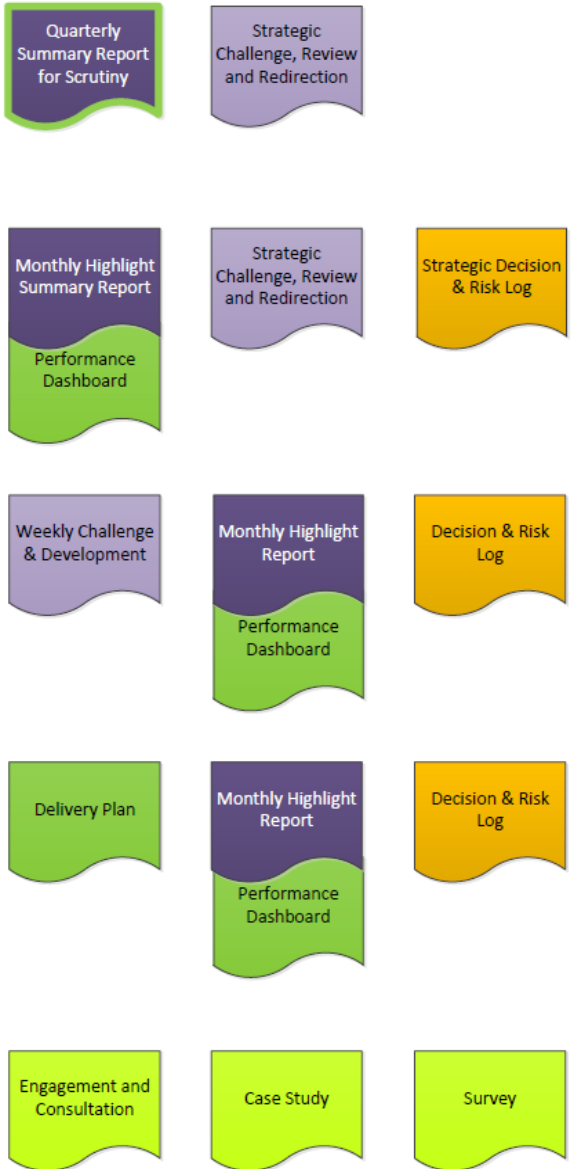 Quarterly
Summary Report
for Scrutiny
Strategic
Challenge, Review
and Redirection
Monthly Highlight
Summary Report
Performance
Dashboard
Strategic
Challenge, Review
and Redirection
Strategic Decision
& Risk Log
Weekly Challenge
& Development
Monthly Highlight
Report
Performance
Dashboard
Decision & Risk
Log
Delivery Plan
Monthly Highlight
Report
Performance
Dashboard
Decision & Risk
Log
Engagement and
Consultation
Case Study
Survey